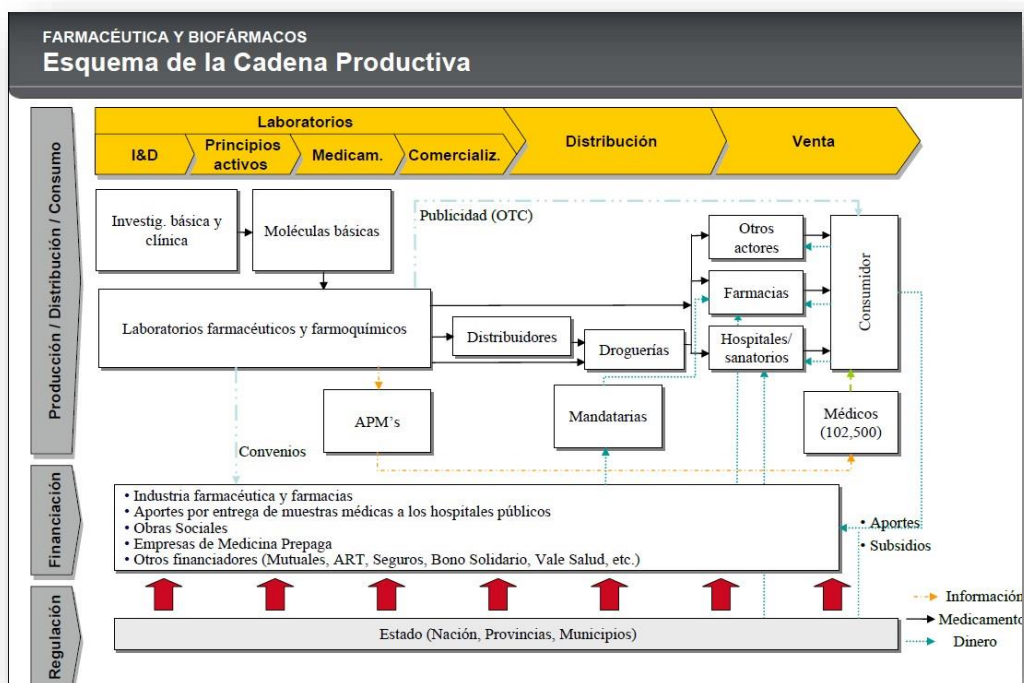 FARMACÉUTICA Y BIOFÁRMACOS
Esquema de la Cadena Productiva
Producción / Distribución / Consumo
Laboratorios
I&D
Principios
activos
Medicam.
Comercializ.
Distribución
Venta
Investig. básica y
clínica
Moléculas básicas
Publicidad (OTC)
Otros
actores
Consumidor
Laboratorios farmacéuticos y farmoquímicos
Distribuidores
Droguerías
Farmacias
Hospitales/
sanatorios
APM´s
Mandatarias
Médicos
(102,500)
Convenios
Financiación
• Industria farmacéutica y farmacias
• Aportes por entrega de muestras médicas a los hospitales públicos
• Obras Sociales
• Empresas de Medicina Prepaga
• Otros financiadores (Mutuales, ART, Seguros, Bono Solidario, Vale Salud, etc.)
• Aportes
• Subsidios
Regulación
Estado (Nación, Provincias, Municipios)
Información
Medicamento
Dinero